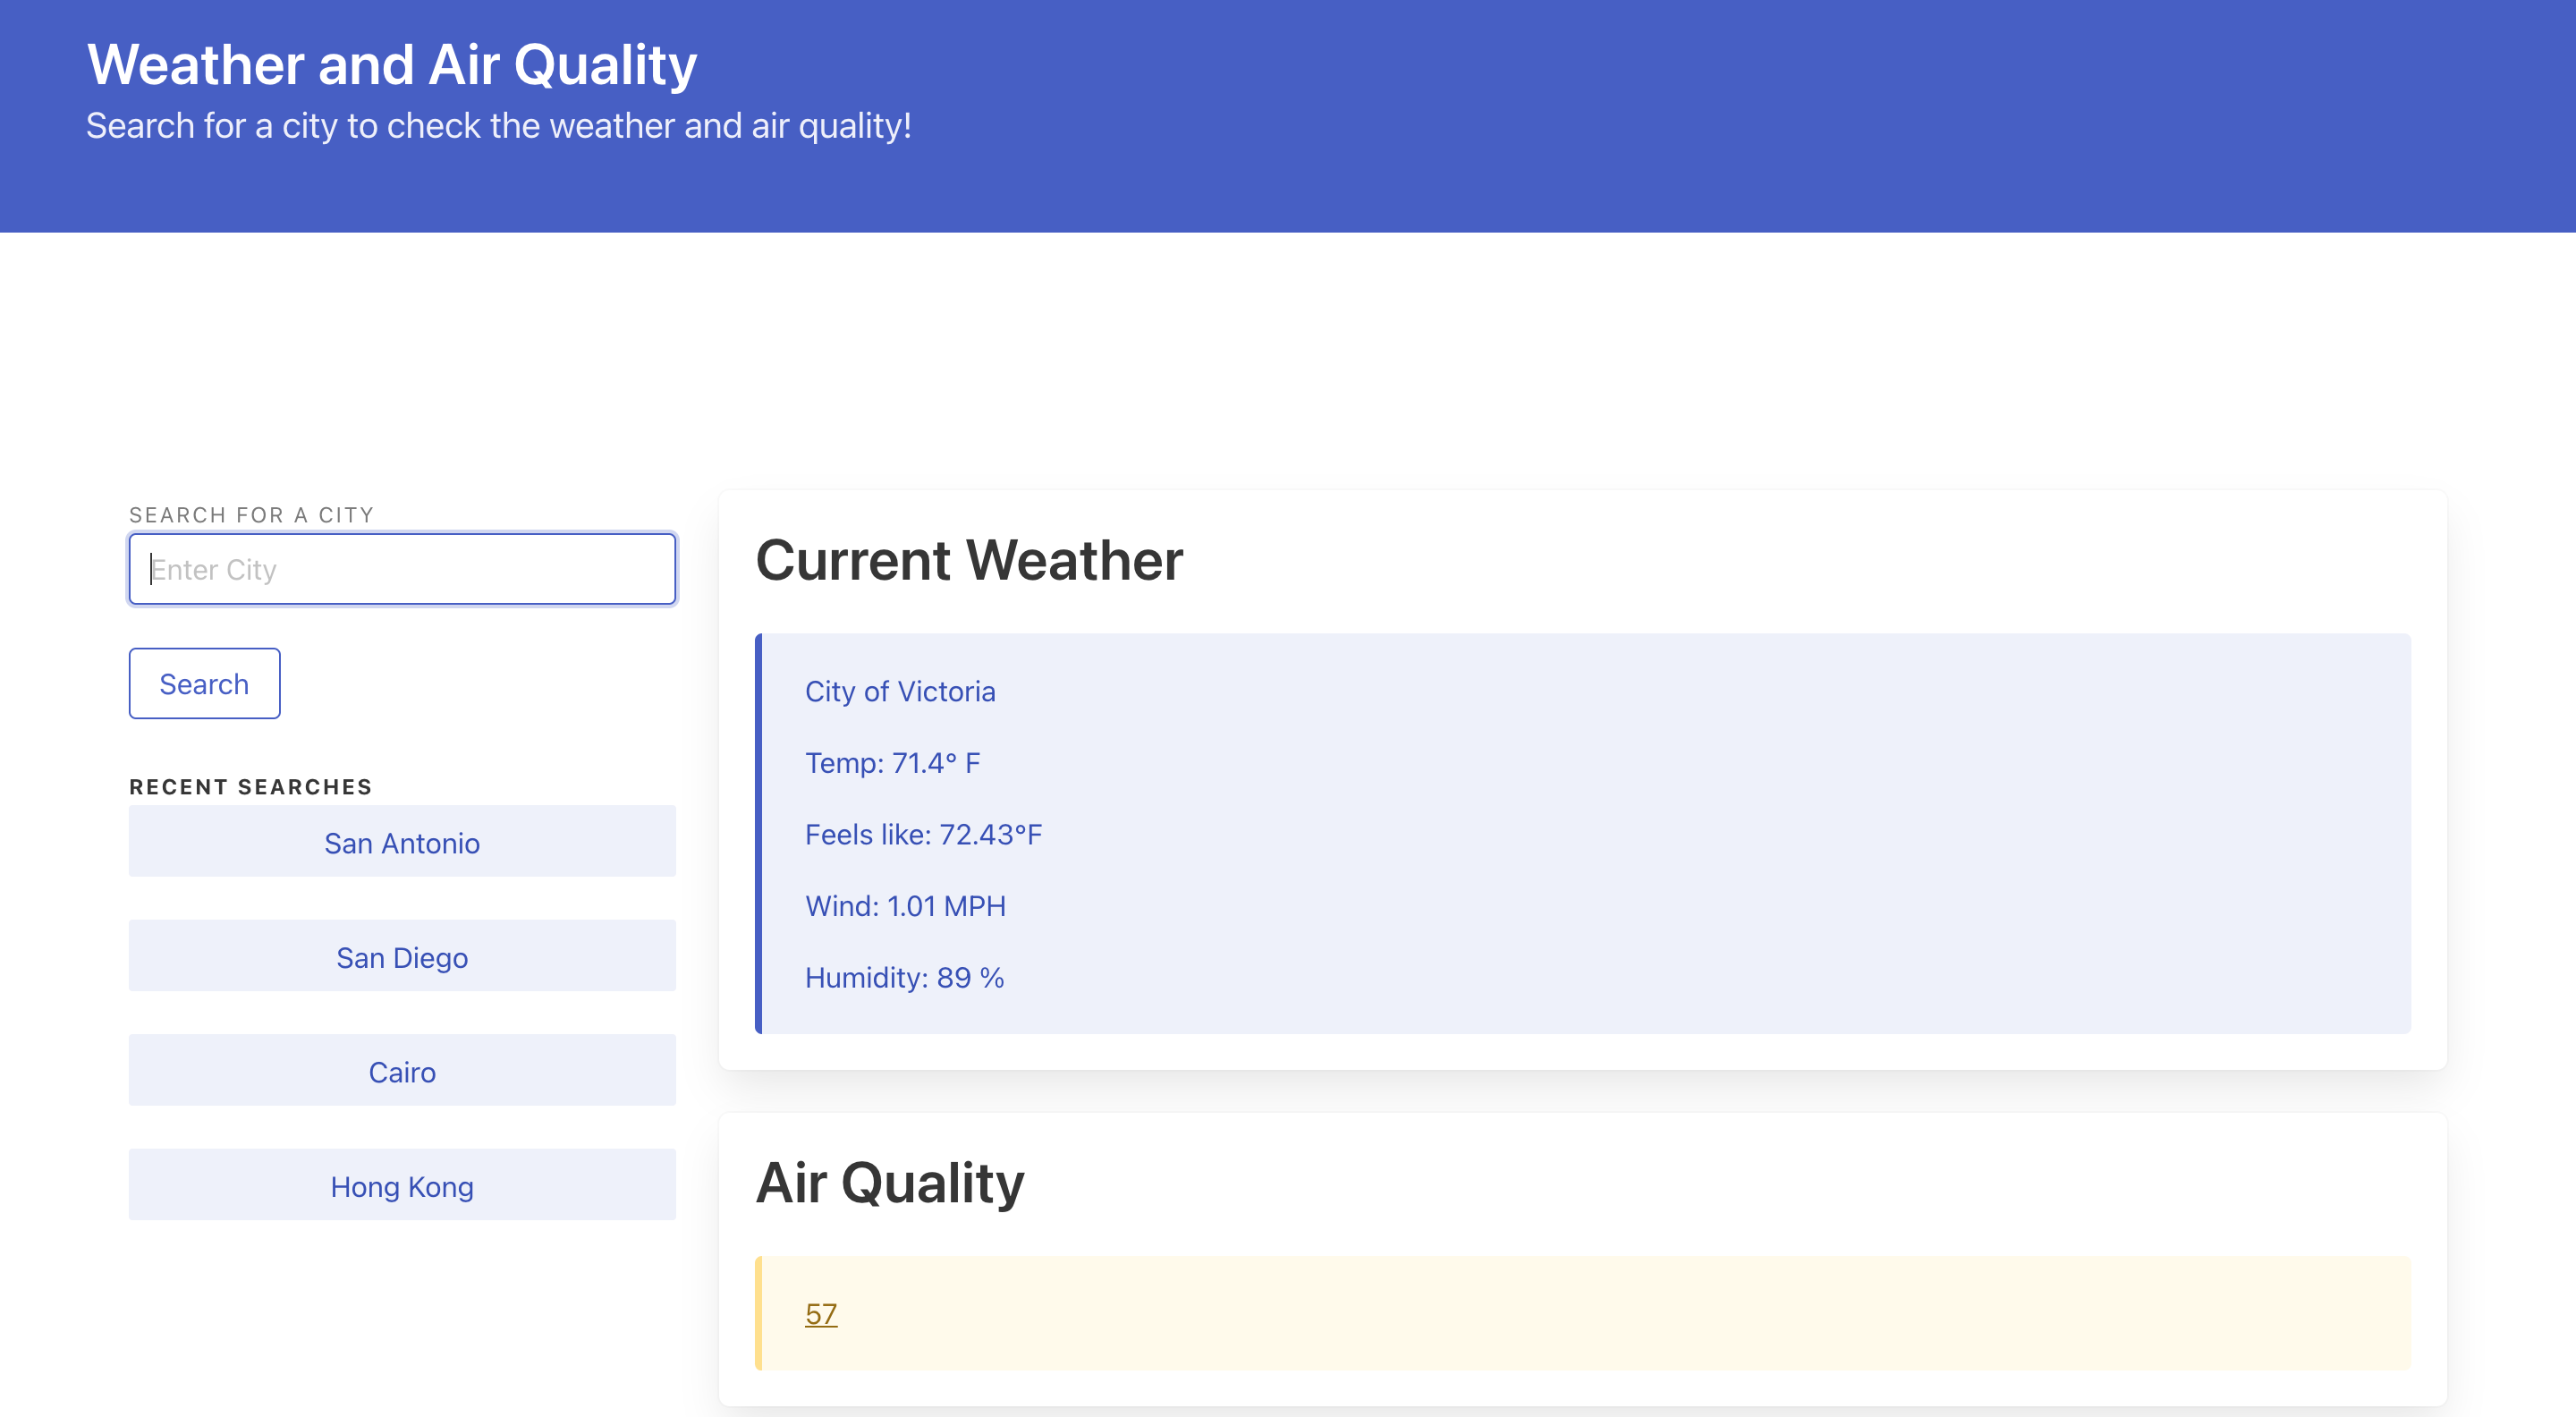 Weather and Air Quality
Search for a city to check the weather and air quality!
SEARCH FOR A CITY
Enter City
Search
RECENT SEARCHES
San Antonio
San Diego
Cairo
Hong Kong
Current Weather
City of Victoria
Temp: 71.4° F
Feels like: 72.43°F
Wind: 1.01 MPH
Humidity: 89 %
Air Quality
57